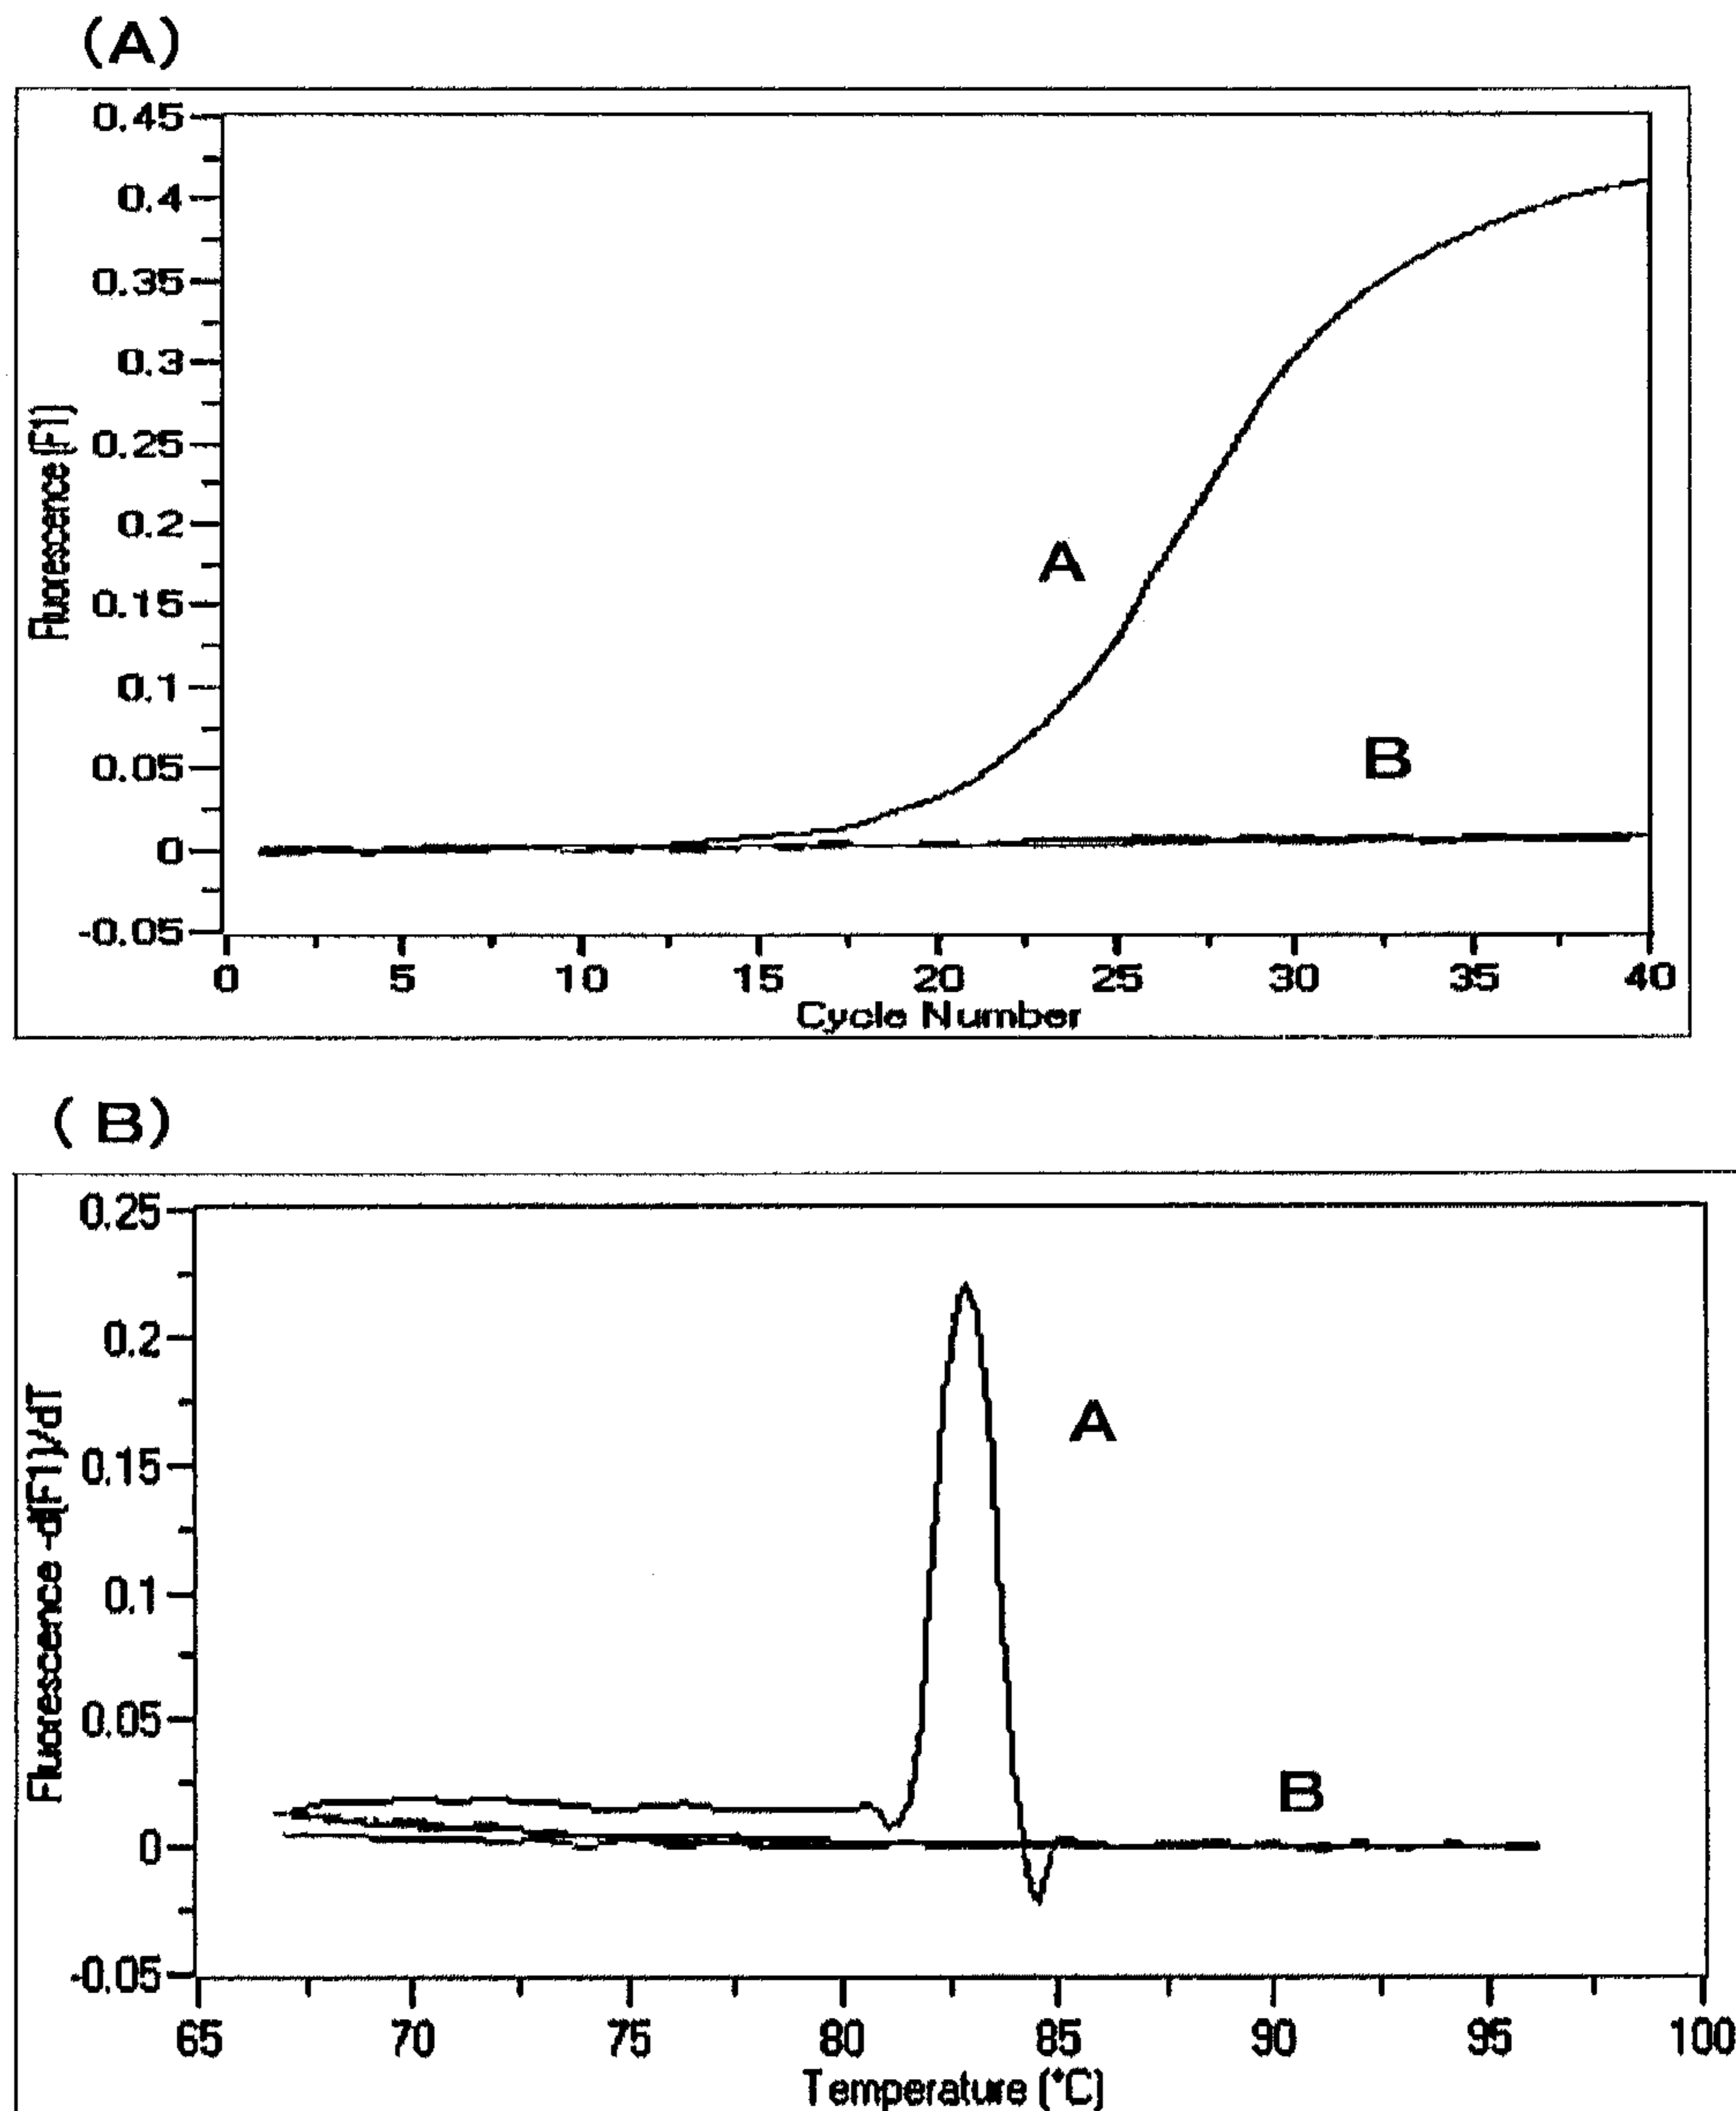 (A)
0.45
0.4
0.35
0.3
0.25
0.2
0.15
0.1
0.05
0
-0.05
Fluorescence (F1)
A
B
0 5 10 15 20 25 30 35 40
Cycle Number
(B)
0.25
0.2
0.15
0.1
0.05
0
-0.05
Fluorescence -d(F1)/dT
A
B
65 70 75 80 85 90 95 100
Temperature (°C)